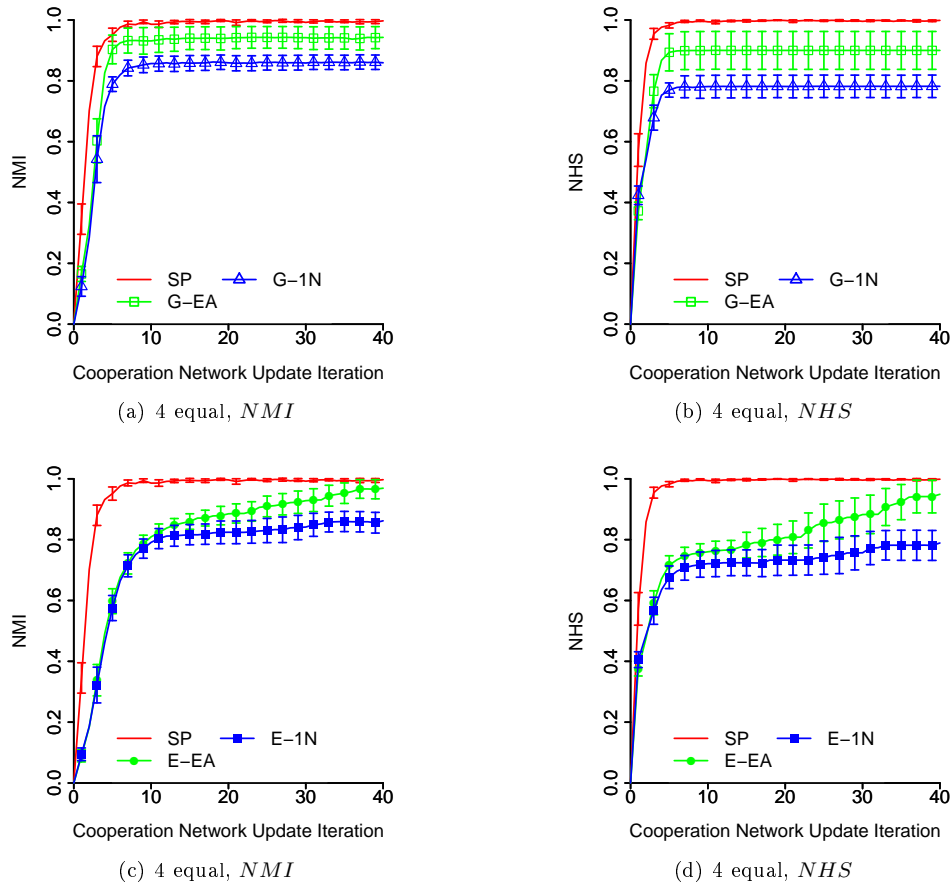 1.0
0.8
0.6
0.4
0.2
0.0
NMI
SP
G−1N
G−EA
0 10 20 30 40
Cooperation Network Update Iteration
(a) 4 equal, NMI
1.0
0.8
0.6
0.4
0.2
0.0
NHS
SP
G−1N
G−EA
0 10 20 30 40
Cooperation Network Update Iteration
(b) 4 equal, NHS
1.0
0.8
0.6
0.4
0.2
0.0
NMI
SP
E−1N
E−EA
0 10 20 30 40
Cooperation Network Update Iteration
(c) 4 equal, NMI
1.0
0.8
0.6
0.4
0.2
0.0
NHS
SP
E−1N
E−EA
0 10 20 30 40
Cooperation Network Update Iteration
(d) 4 equal, NHS